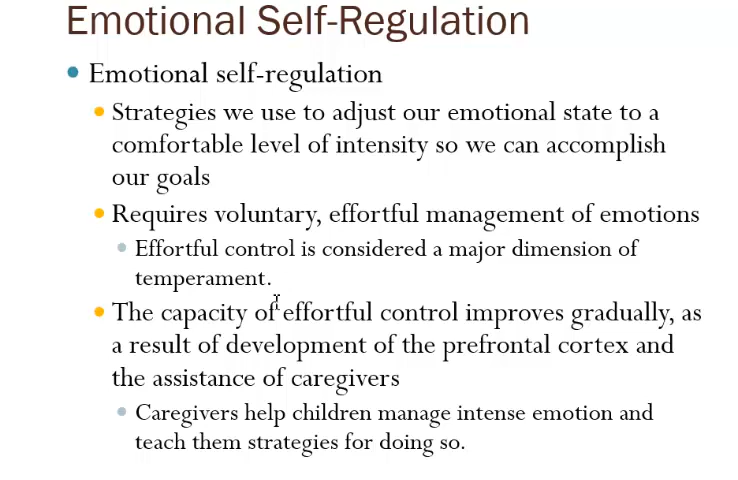 Emotional Self-Regulation
• Emotional self-regulation
• Strategies we use to adjust our emotional state to a
comfortable level of intensity so we can accomplish
our goals
• Requires voluntary, effortful management of emotions
• Effortful control is considered a major dimension of
temperament.
• The capacity of effortful control improves gradually, as
a result of development of the prefrontal cortex and
the assistance of caregivers
• Caregivers help children manage intense emotion and
teach them strategies for doing so.